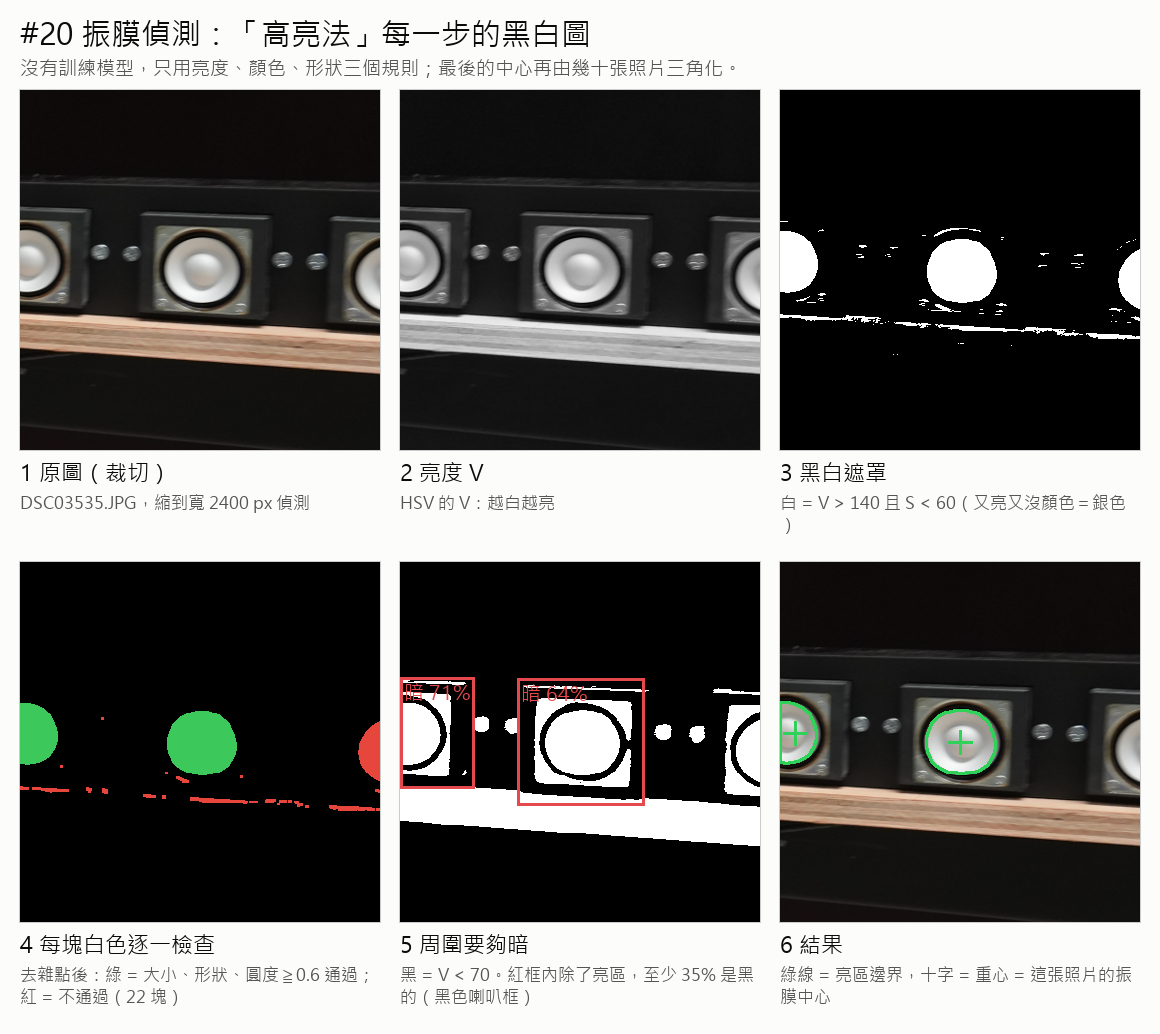 #20 振膜偵測：「高亮法」每一步的黑白圖
沒有訓練模型，只用亮度、顏色、形狀三個規則；最後的中心再由幾十張照片三角化。
1 原圖（裁切）
DSC03535.JPG，縮到寬 2400 px 偵測
2 亮度 V
HSV 的 V：越白越亮
3 黑白遮罩
白 = V > 140 且 S < 60（又亮又沒顏色＝銀色
）
暗 71%
暗 64%
4 每塊白色逐一檢查
去雜點後：綠 = 大小、形狀、圓度≧0.6 通過；
紅 = 不通過（22 塊）
5 周圍要夠暗
黑 = V < 70。紅框內除了亮區，至少 35% 是黑
的（黑色喇叭框）
6 結果
綠線 = 亮區邊界，十字 = 重心 = 這張照片的振
膜中心